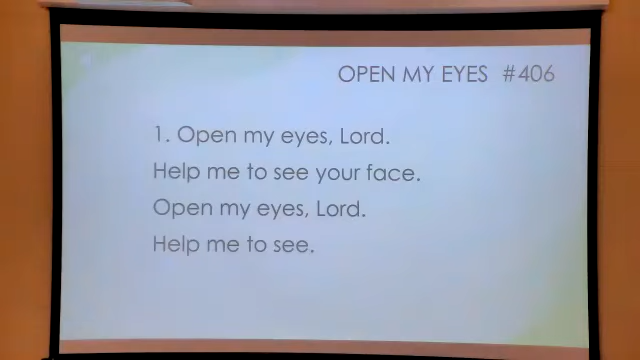 OPEN MY EYES #406
1. Open my eyes, Lord.
Help me to see your face.
Open my eyes, Lord.
Help me to see.